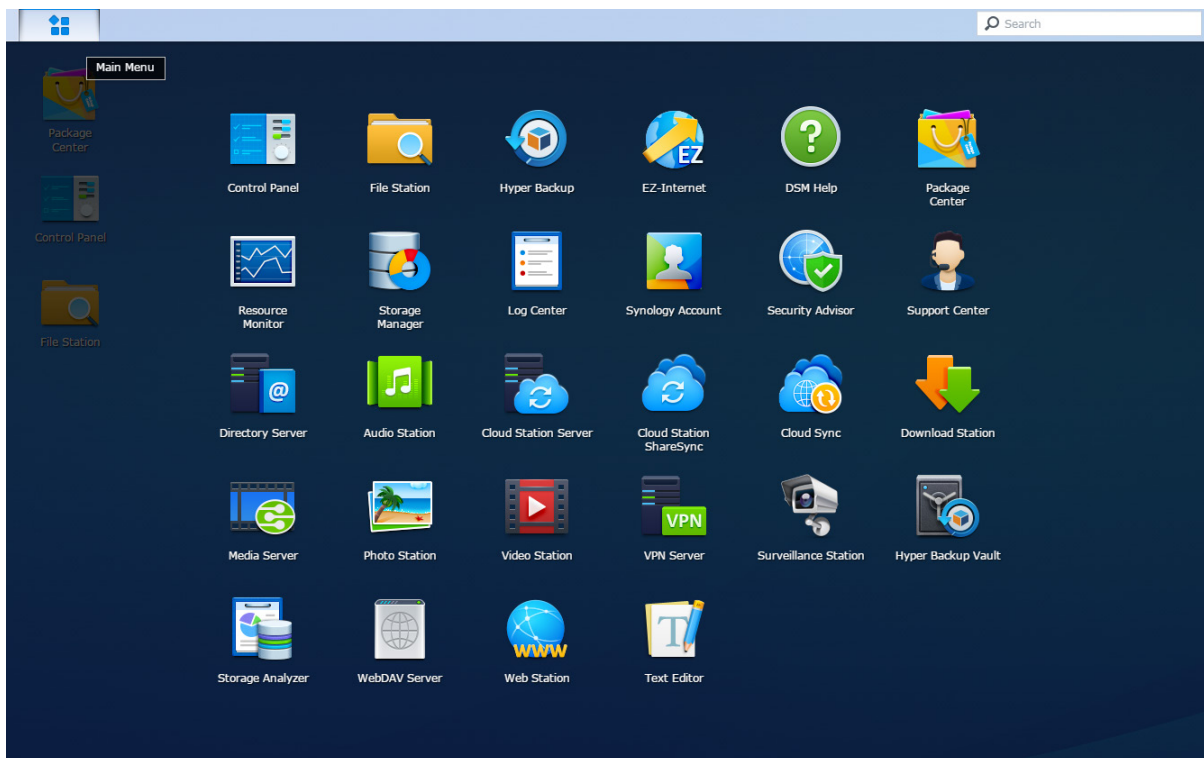 Search
Main Menu
Package
Center
Control Panel
File Station
Control Panel
File Station
Hyper Backup
EZ
EZ-Internet
?
DSM Help
Package
Center
Resource
Monitor
Storage
Manager
Log Center
Synology Account
Security Advisor
Support Center
@
Directory Server
Audio Station
Cloud Station Server
Cloud Station
ShareSync
Cloud Sync
Download Station
Media Server
Photo Station
Video Station
VPN
VPN Server
Surveillance Station
Hyper Backup Vault
Storage Analyzer
WebDAV Server
WWW
Web Station
T
Text Editor